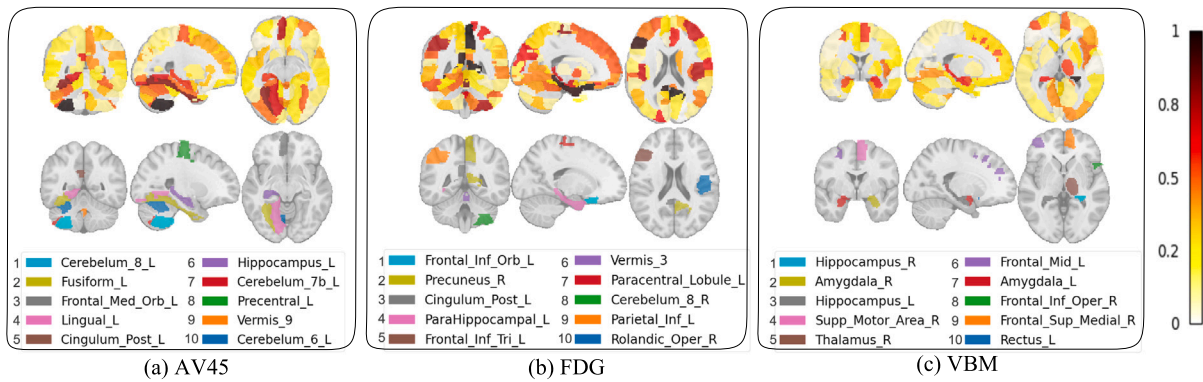 1 Cerebelum_8_L 6 Hippocampus_L
2 Fusiform_L 7 Cerebelum_7b_L
3 Frontal_Med_Orb_L 8 Precentral_L
4 Lingual_L 9 Vermis_9
5 Cingulum_Post_L 10 Cerebelum_6_L
(a) AV45
1 Frontal_Inf_Orb_L 6 Vermis_3
2 Precuneus_R 7 Paracentral_Lobule_L
3 Cingulum_Post_L 8 Cerebelum_8_R
4 ParaHippocampal_L 9 Parietal_Inf_L
5 Frontal_Inf_Tri_L 10 Rolandic_Oper_R
(b) FDG
1 Hippocampus_R 6 Frontal_Mid_L
2 Amygdala_R 7 Amygdala_L
3 Hippocampus_L 8 Frontal_Inf_Oper_R
4 Supp_Motor_Area_R 9 Frontal_Sup_Medial_R
5 Thalamus_R 10 Rectus_L
(c) VBM
1
0.8
0.5
0.2
0